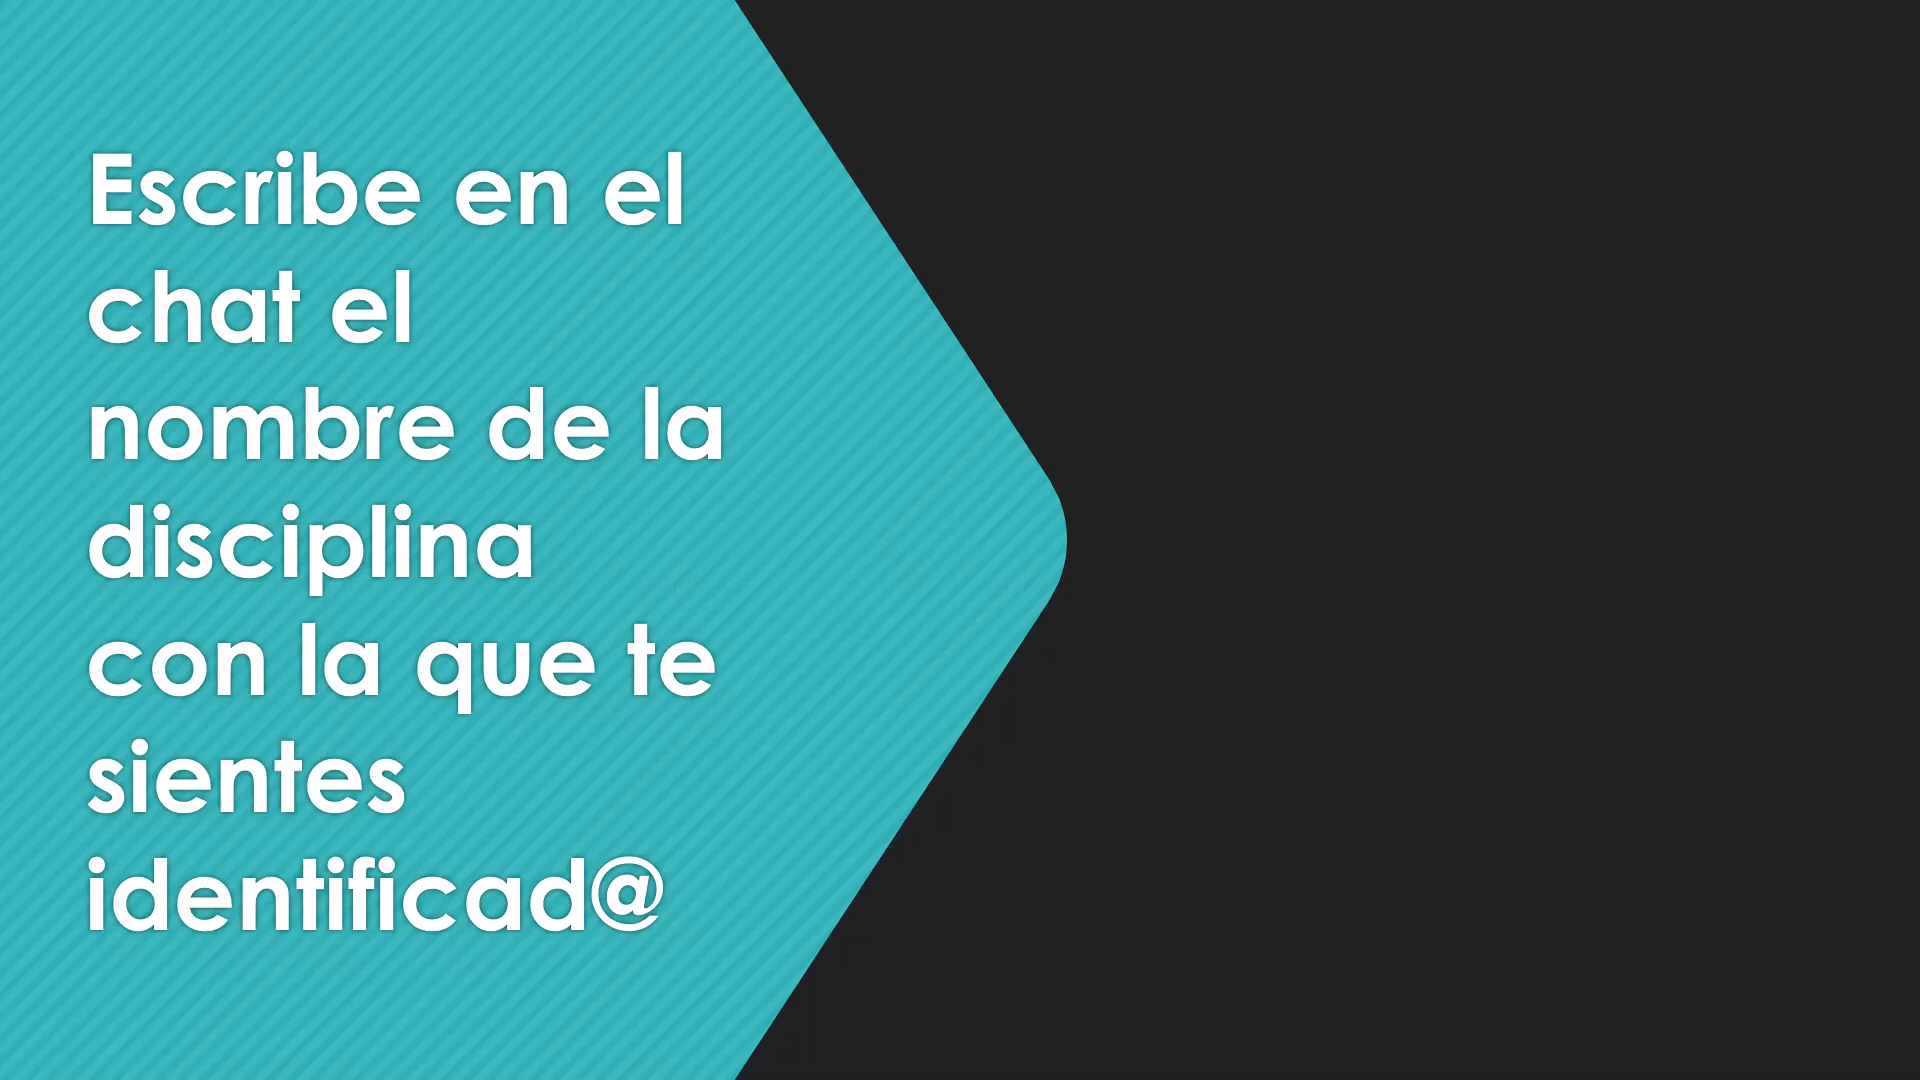 Escribe en el
chat el
nombre de la
disciplina
con la que te
sientes
identificad@